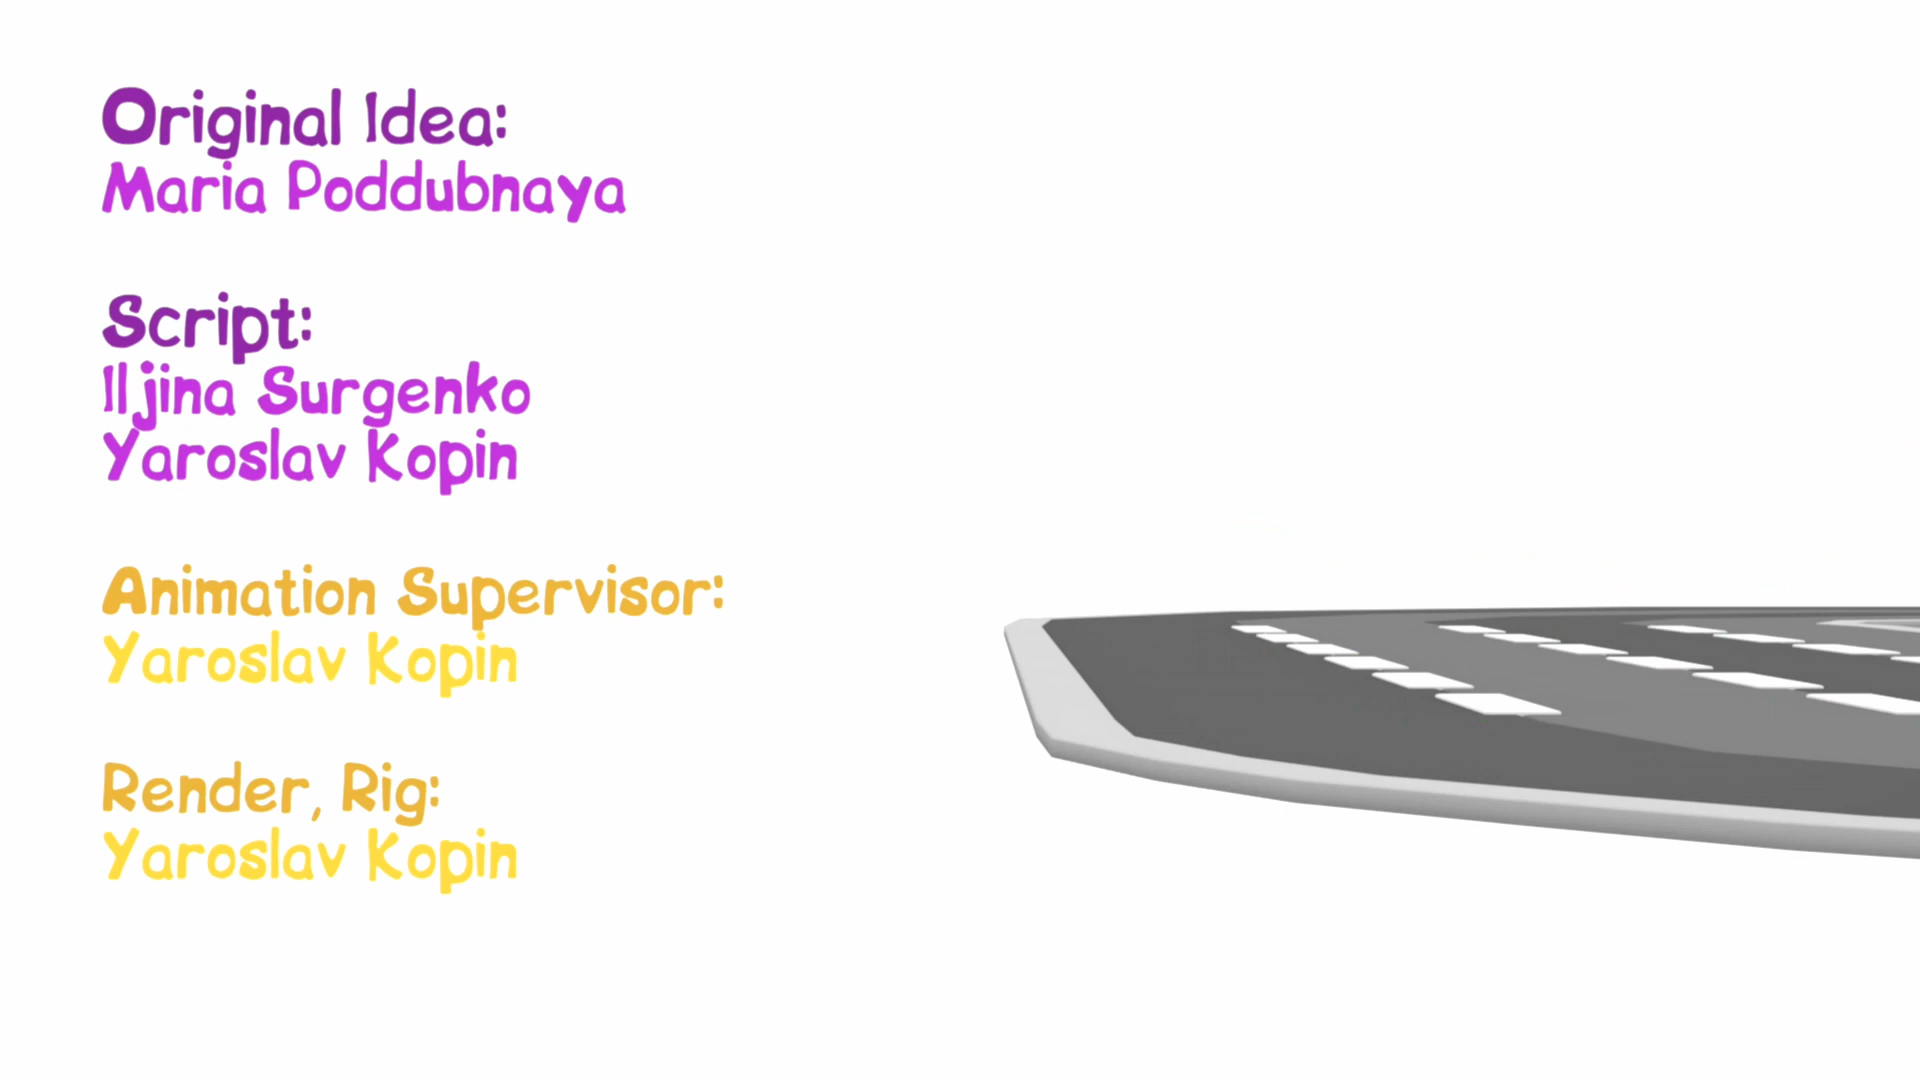 Original Idea:
Maria Poddubnaya
Script:
Iljina Surgenko
Yaroslav Kopin
Animation Supervisor:
Yaroslav Kopin
Render, Rig:
Yaroslav Kopin